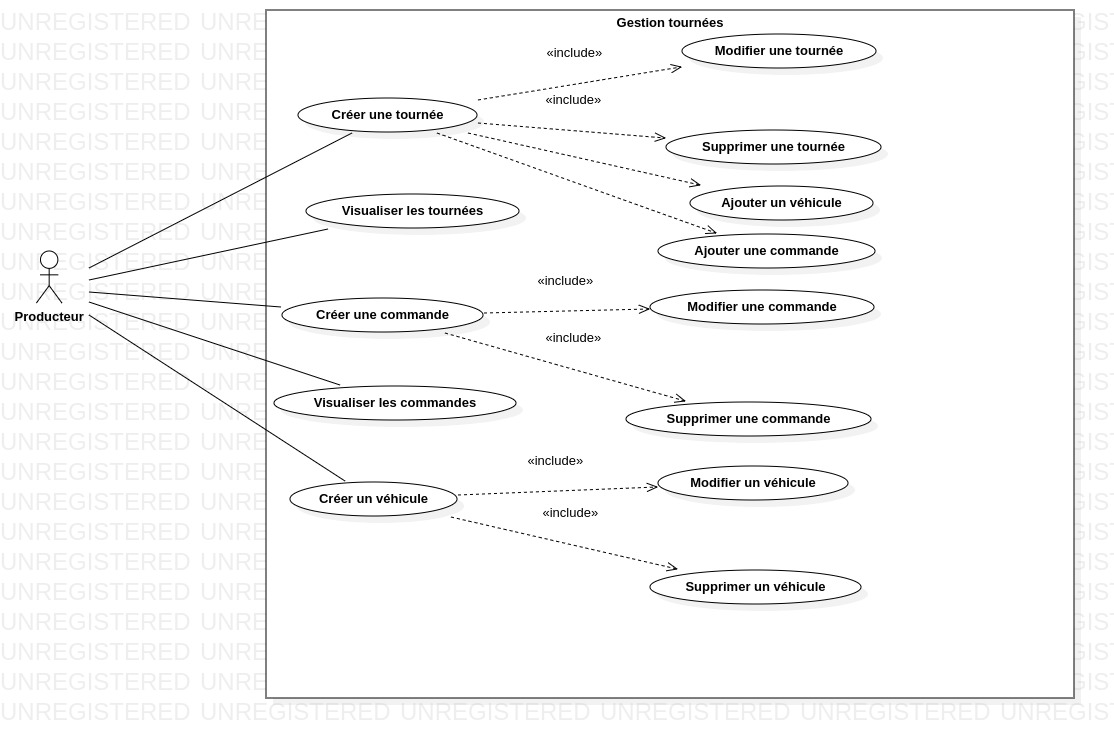 Gestion tournées
«include»
Modifier une tournée
«include»
Créer une tournée
Supprimer une tournée
Ajouter un véhicule
Visualiser les tournées
Ajouter une commande
«include»
Créer une commande
Modifier une commande
Producteur
«include»
Visualiser les commandes
Supprimer une commande
«include»
Modifier un véhicule
Créer un véhicule
«include»
Supprimer un véhicule
UNREGISTERED UNREGISTERED UNREGISTERED UNREGISTERED UNREGISTERED